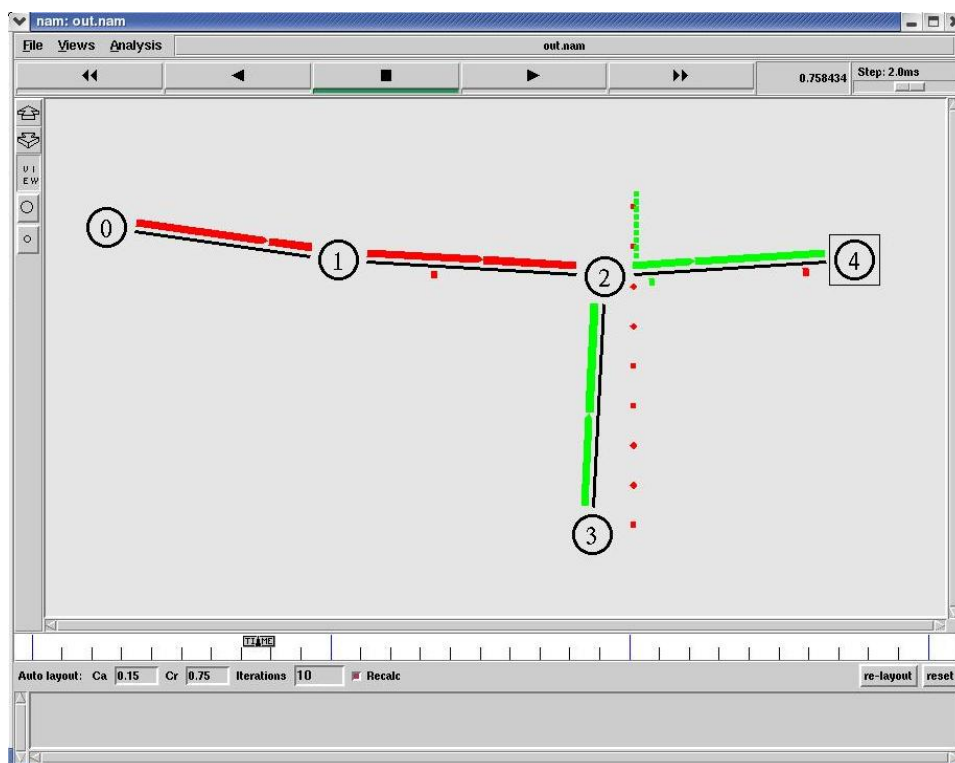 nam: out.nam
File Views Analysis out.nam
0.758434 Step: 2.0ms
V I
E W
0
1
2
4
3
TIME
Auto layout: Ca 0.15 Cr 0.75 Iterations 10 Recalc re-layout reset